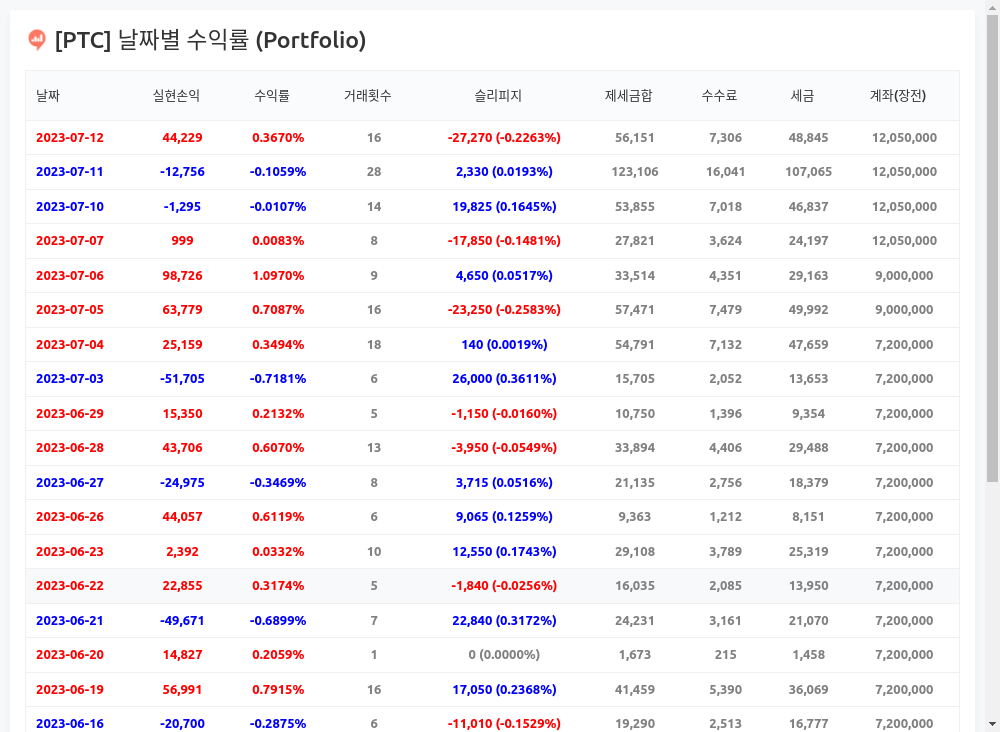 [PTC] 날짜별 수익률 (Portfolio)
날짜 실현손익 수익률 거래횟수 슬리피지 제세금합 수수료 세금 계좌(장전)
2023-07-12 44,229 0.3670% 16 -27,270 (-0.2263%) 56,151 7,306 48,845 12,050,000
2023-07-11 -12,756 -0.1059% 28 2,330 (0.0193%) 123,106 16,041 107,065 12,050,000
2023-07-10 -1,295 -0.0107% 14 19,825 (0.1645%) 53,855 7,018 46,837 12,050,000
2023-07-07 999 0.0083% 8 -17,850 (-0.1481%) 27,821 3,624 24,197 12,050,000
2023-07-06 98,726 1.0970% 9 4,650 (0.0517%) 33,514 4,351 29,163 9,000,000
2023-07-05 63,779 0.7087% 16 -23,250 (-0.2583%) 57,471 7,479 49,992 9,000,000
2023-07-04 25,159 0.3494% 18 140 (0.0019%) 54,791 7,132 47,659 7,200,000
2023-07-03 -51,705 -0.7181% 6 26,000 (0.3611%) 15,705 2,052 13,653 7,200,000
2023-06-29 15,350 0.2132% 5 -1,150 (-0.0160%) 10,750 1,396 9,354 7,200,000
2023-06-28 43,706 0.6070% 13 -3,950 (-0.0549%) 33,894 4,406 29,488 7,200,000
2023-06-27 -24,975 -0.3469% 8 3,715 (0.0516%) 21,135 2,756 18,379 7,200,000
2023-06-26 44,057 0.6119% 6 9,065 (0.1259%) 9,363 1,212 8,151 7,200,000
2023-06-23 2,392 0.0332% 10 12,550 (0.1743%) 29,108 3,789 25,319 7,200,000
2023-06-22 22,855 0.3174% 5 -1,840 (-0.0256%) 16,035 2,085 13,950 7,200,000
2023-06-21 -49,671 -0.6899% 7 22,840 (0.3172%) 24,231 3,161 21,070 7,200,000
2023-06-20 14,827 0.2059% 1 0 (0.0000%) 1,673 215 1,458 7,200,000
2023-06-19 56,991 0.7915% 16 17,050 (0.2368%) 41,459 5,390 36,069 7,200,000
2023-06-16 -20,700 -0.2875% 6 -11,010 (-0.1529%) 19,290 2,513 16,777 7,200,000